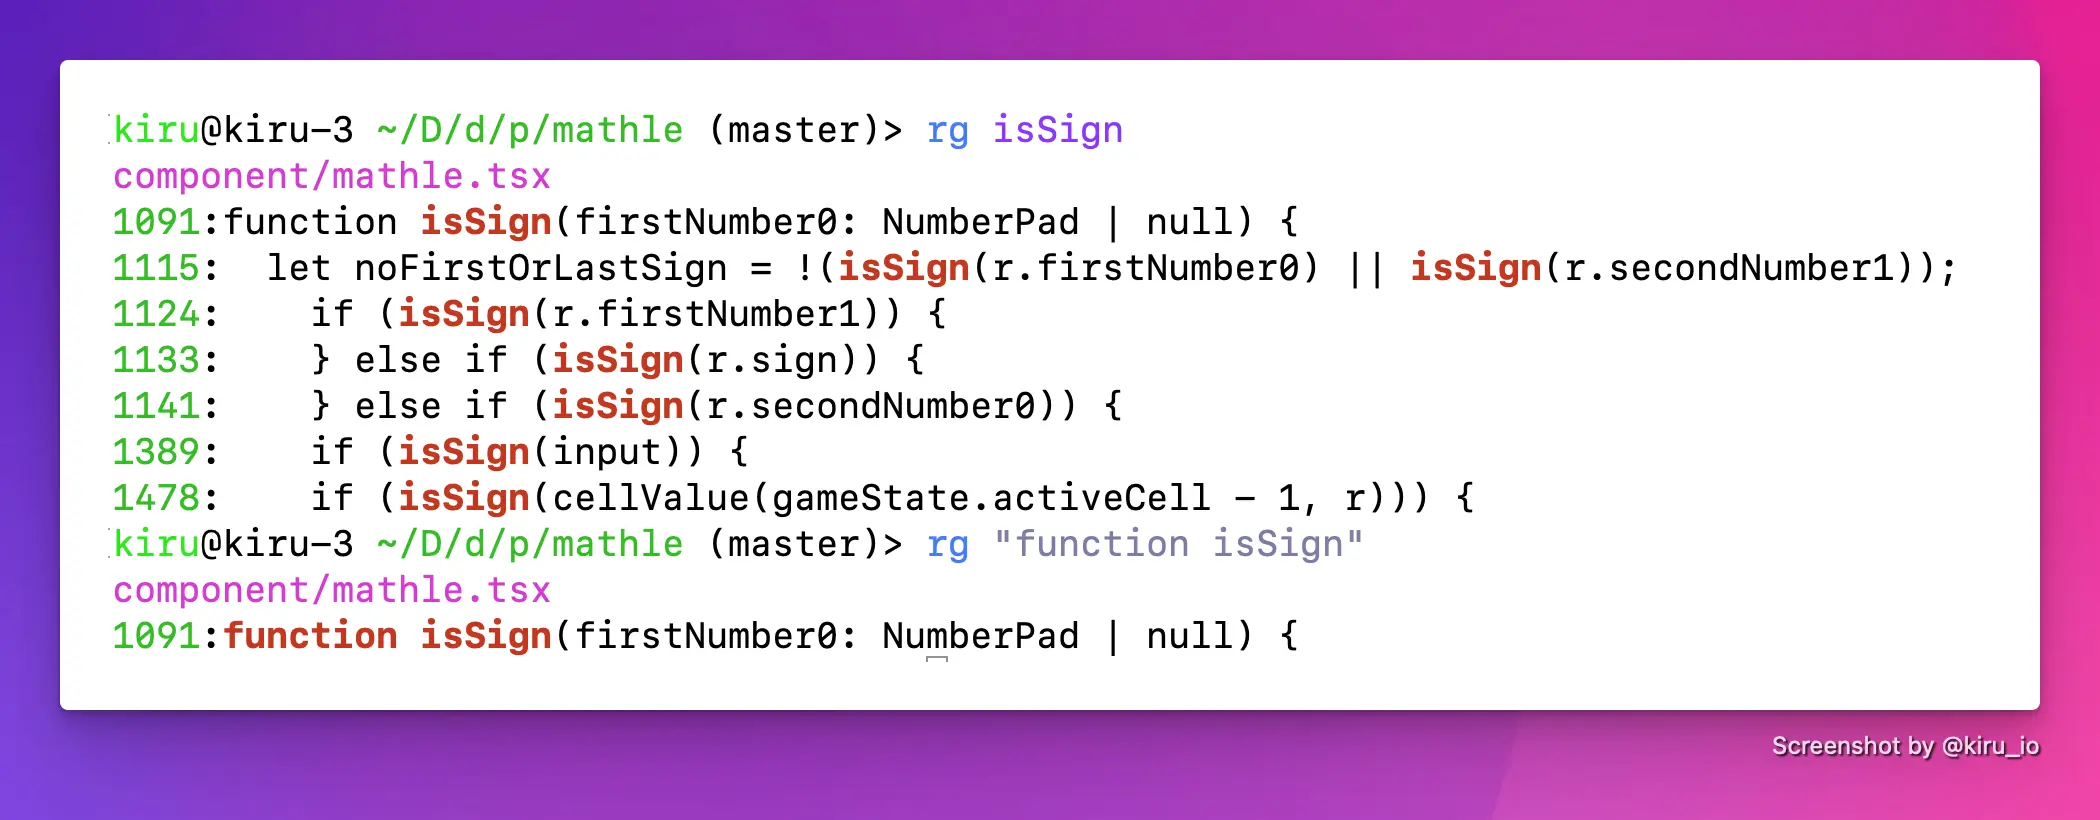 kiru@kiru-3 ~/D/d/p/mathle (master)> rg isSign
component/mathle.tsx
1091:function isSign(firstNumber0: NumberPad | null) {
1115:  let noFirstOrLastSign = !(isSign(r.firstNumber0) || isSign(r.secondNumber1));
1124:    if (isSign(r.firstNumber1)) {
1133:    } else if (isSign(r.sign)) {
1141:    } else if (isSign(r.secondNumber0)) {
1389:    if (isSign(input)) {
1478:    if (isSign(cellValue(gameState.activeCell - 1, r))) {
kiru@kiru-3 ~/D/d/p/mathle (master)> rg "function isSign"
component/mathle.tsx
1091:function isSign(firstNumber0: NumberPad | null) {
Screenshot by @kiru_io